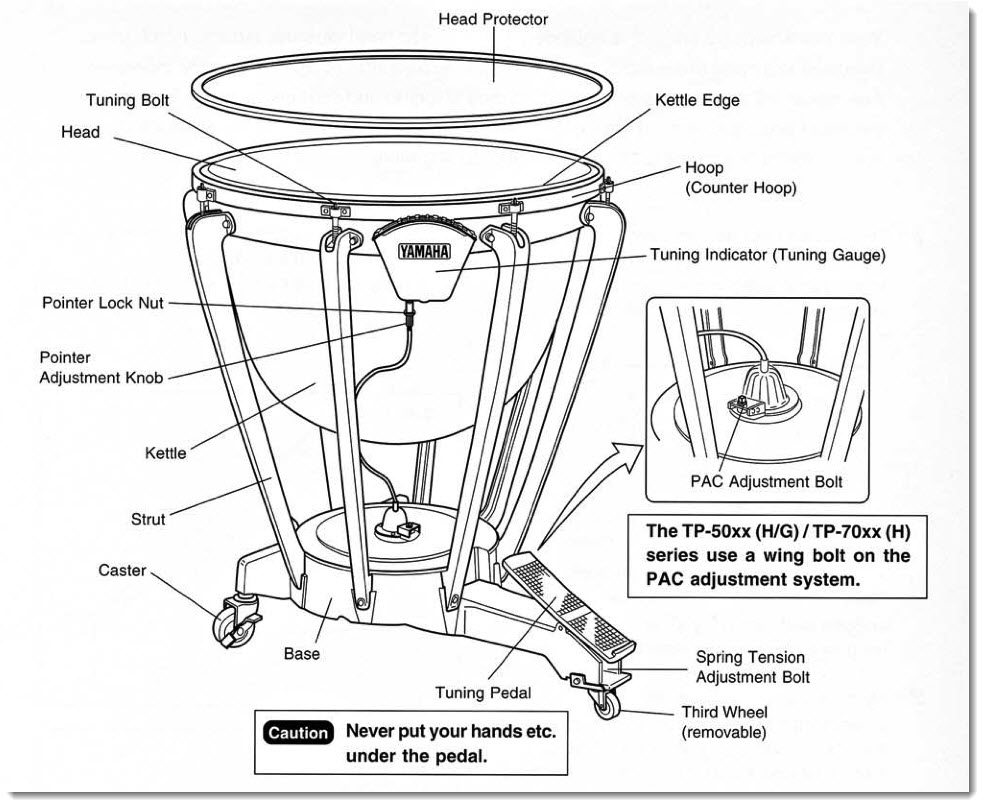 Head Protector
Tuning Bolt
Kettle Edge
Head
Hoop
(Counter Hoop)
YAMAHA
Tuning Indicator (Tuning Gauge)
Pointer Lock Nut
Pointer
Adjustment Knob
Kettle
PAC Adjustment Bolt
Strut
The TP-50xx (H/G) / TP-70xx (H)
series use a wing bolt on the
PAC adjustment system.
Caster
Base
Spring Tension
Adjustment Bolt
Tuning Pedal
Third Wheel
(removable)
Caution Never put your hands etc.
under the pedal.